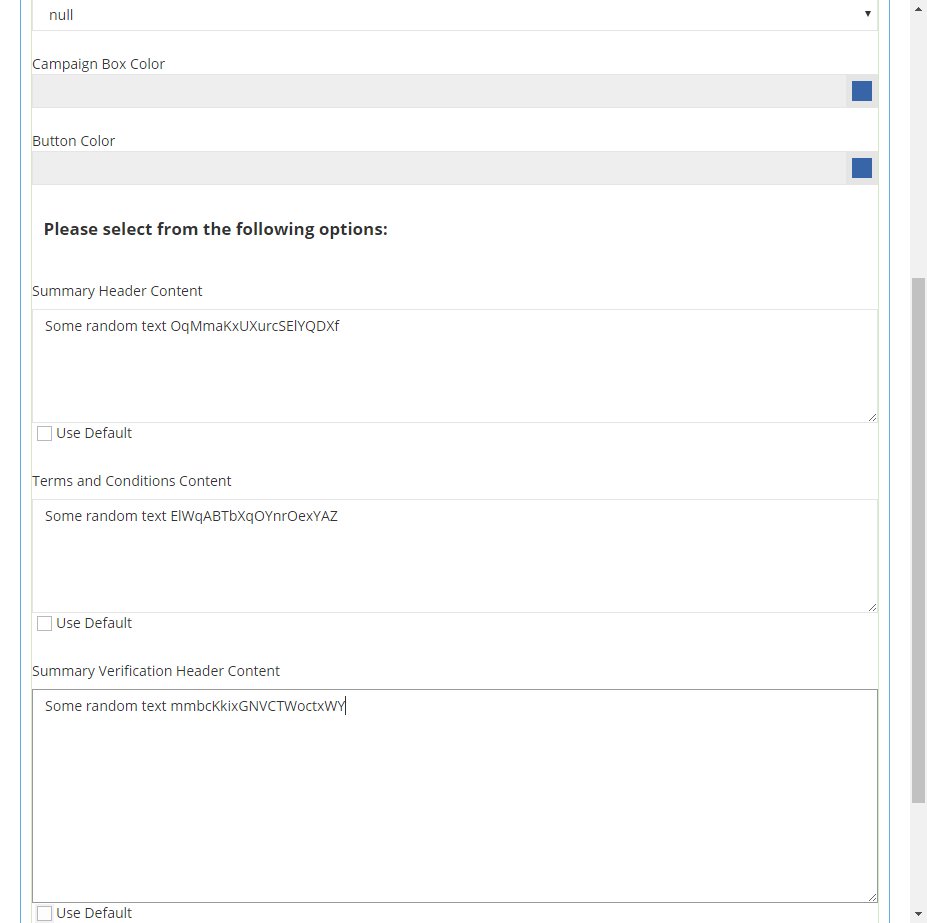 null
Campaign Box Color
Button Color
Please select from the following options:
Summary Header Content
Some random text OqMmaKxUXurcSElYQDXf
Use Default
Terms and Conditions Content
Some random text ElWqABTbXqOYnrOexYAZ
Use Default
Summary Verification Header Content
Some random text mmbcKkixGNVCTWoctxWY
Use Default